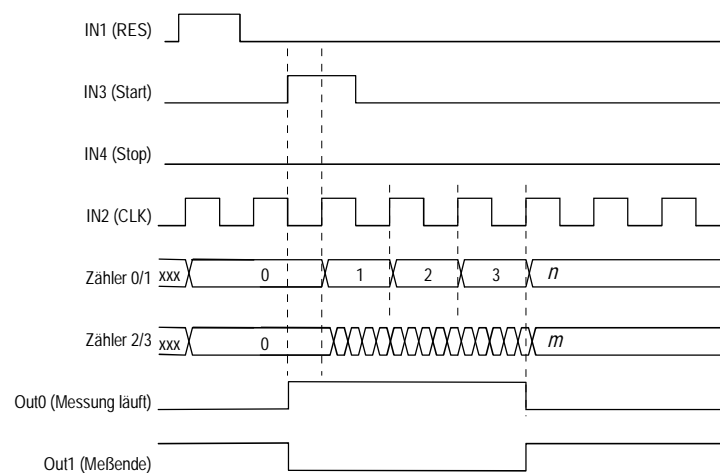 IN1 (RES)
IN3 (Start)
IN4 (Stop)
IN2 (CLK)
Zähler 0/1 xxx 0 1 2 3 n
Zähler 2/3 xxx 0 m
Out0 (Messung läuft)
Out1 (Meßende)